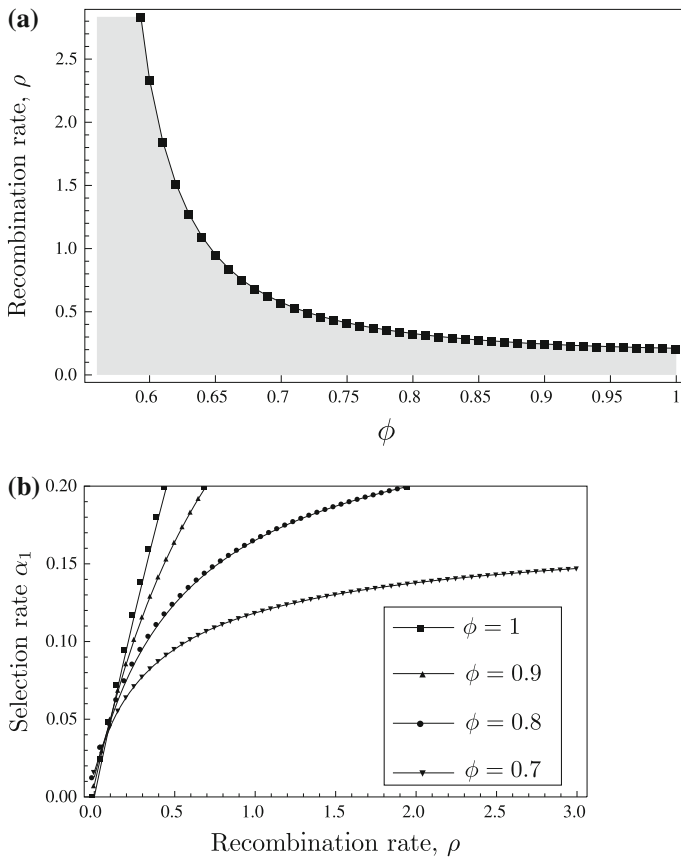 (a)
Recombination rate, ρ
2.5
2.0
1.5
1.0
0.5
0.0
0.6 0.65 0.7 0.75 0.8 0.85 0.9 0.95 1
ϕ
(b)
Selection rate α₁
0.20
0.15
0.10
0.05
0.00
ϕ = 1
ϕ = 0.9
ϕ = 0.8
ϕ = 0.7
0.0 0.5 1.0 1.5 2.0 2.5 3.0
Recombination rate, ρ